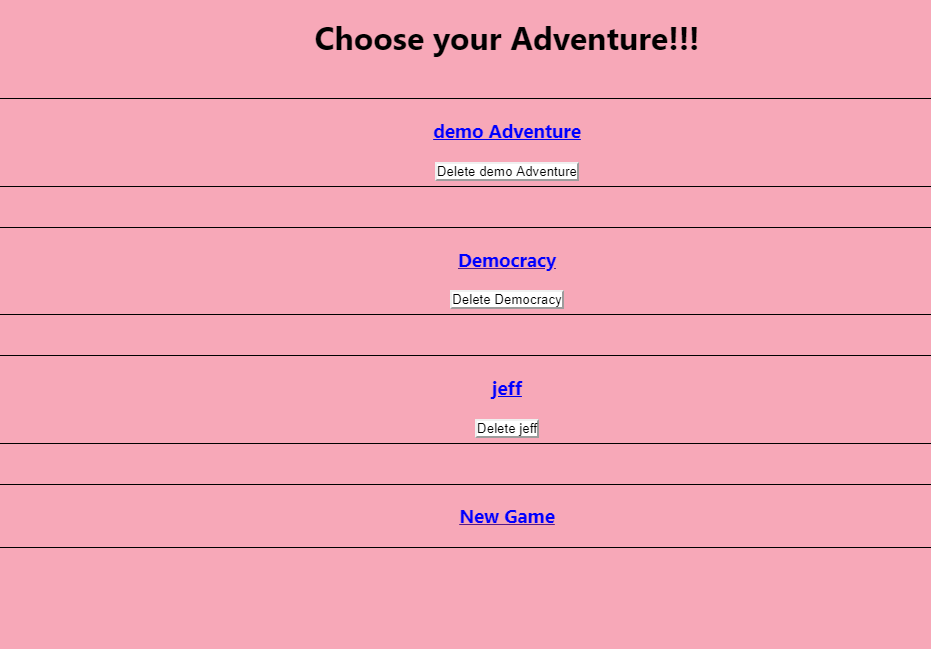 Choose your Adventure!!!
demo Adventure
Delete demo Adventure
Democracy
Delete Democracy
jeff
Delete jeff
New Game